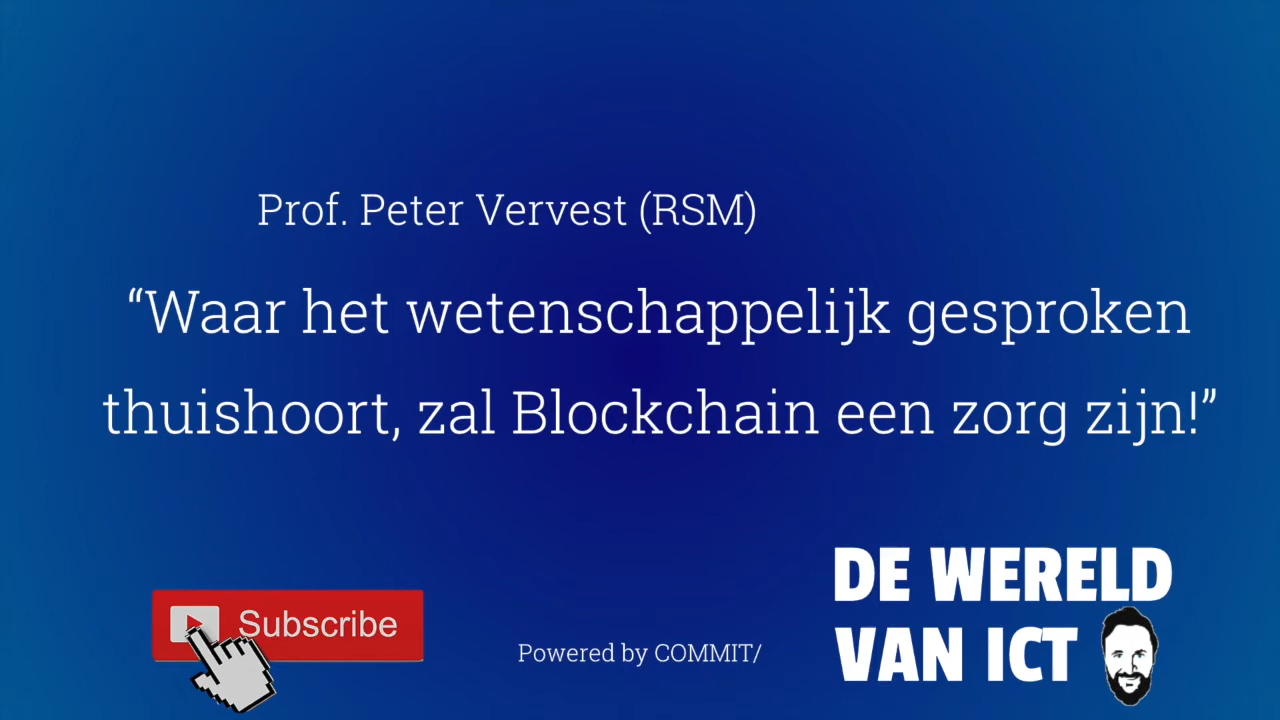 Prof. Peter Vervest (RSM)
“Waar het wetenschappelijk gesproken
thuishoort, zal Blockchain een zorg zijn!”
DE WERELD
VAN ICT
Subscribe
Powered by COMMIT/